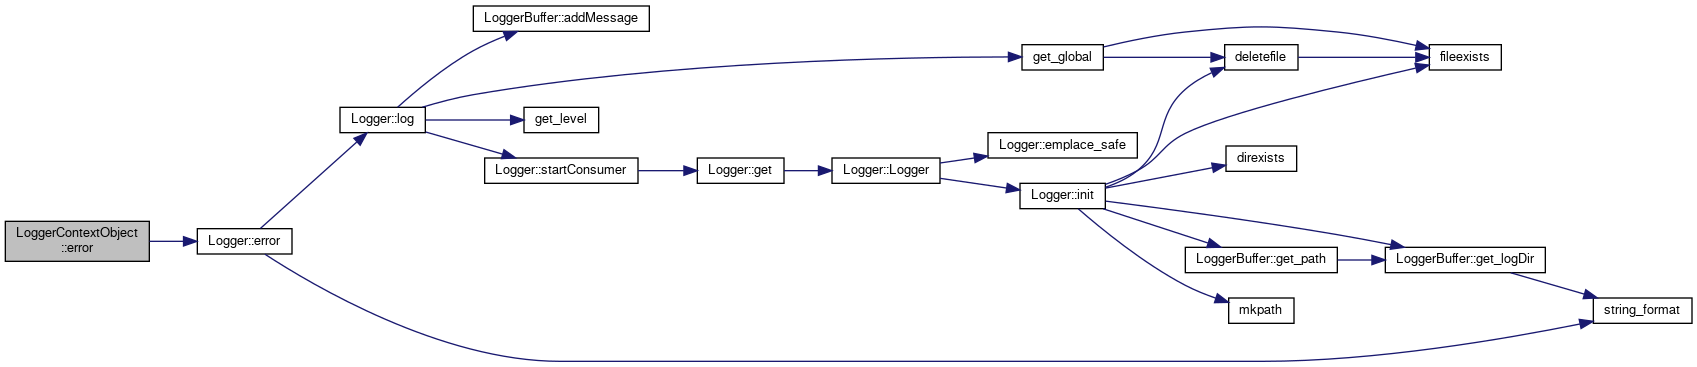 LoggerBuffer::addMessage
get_global
deletefile
fileexists
Logger::log
get_level
Logger::emplace_safe
direxists
Logger::startConsumer
Logger::get
Logger::Logger
Logger::init
LoggerContextObject
::error
Logger::error
LoggerBuffer::get_path
LoggerBuffer::get_logDir
mkpath
string_format